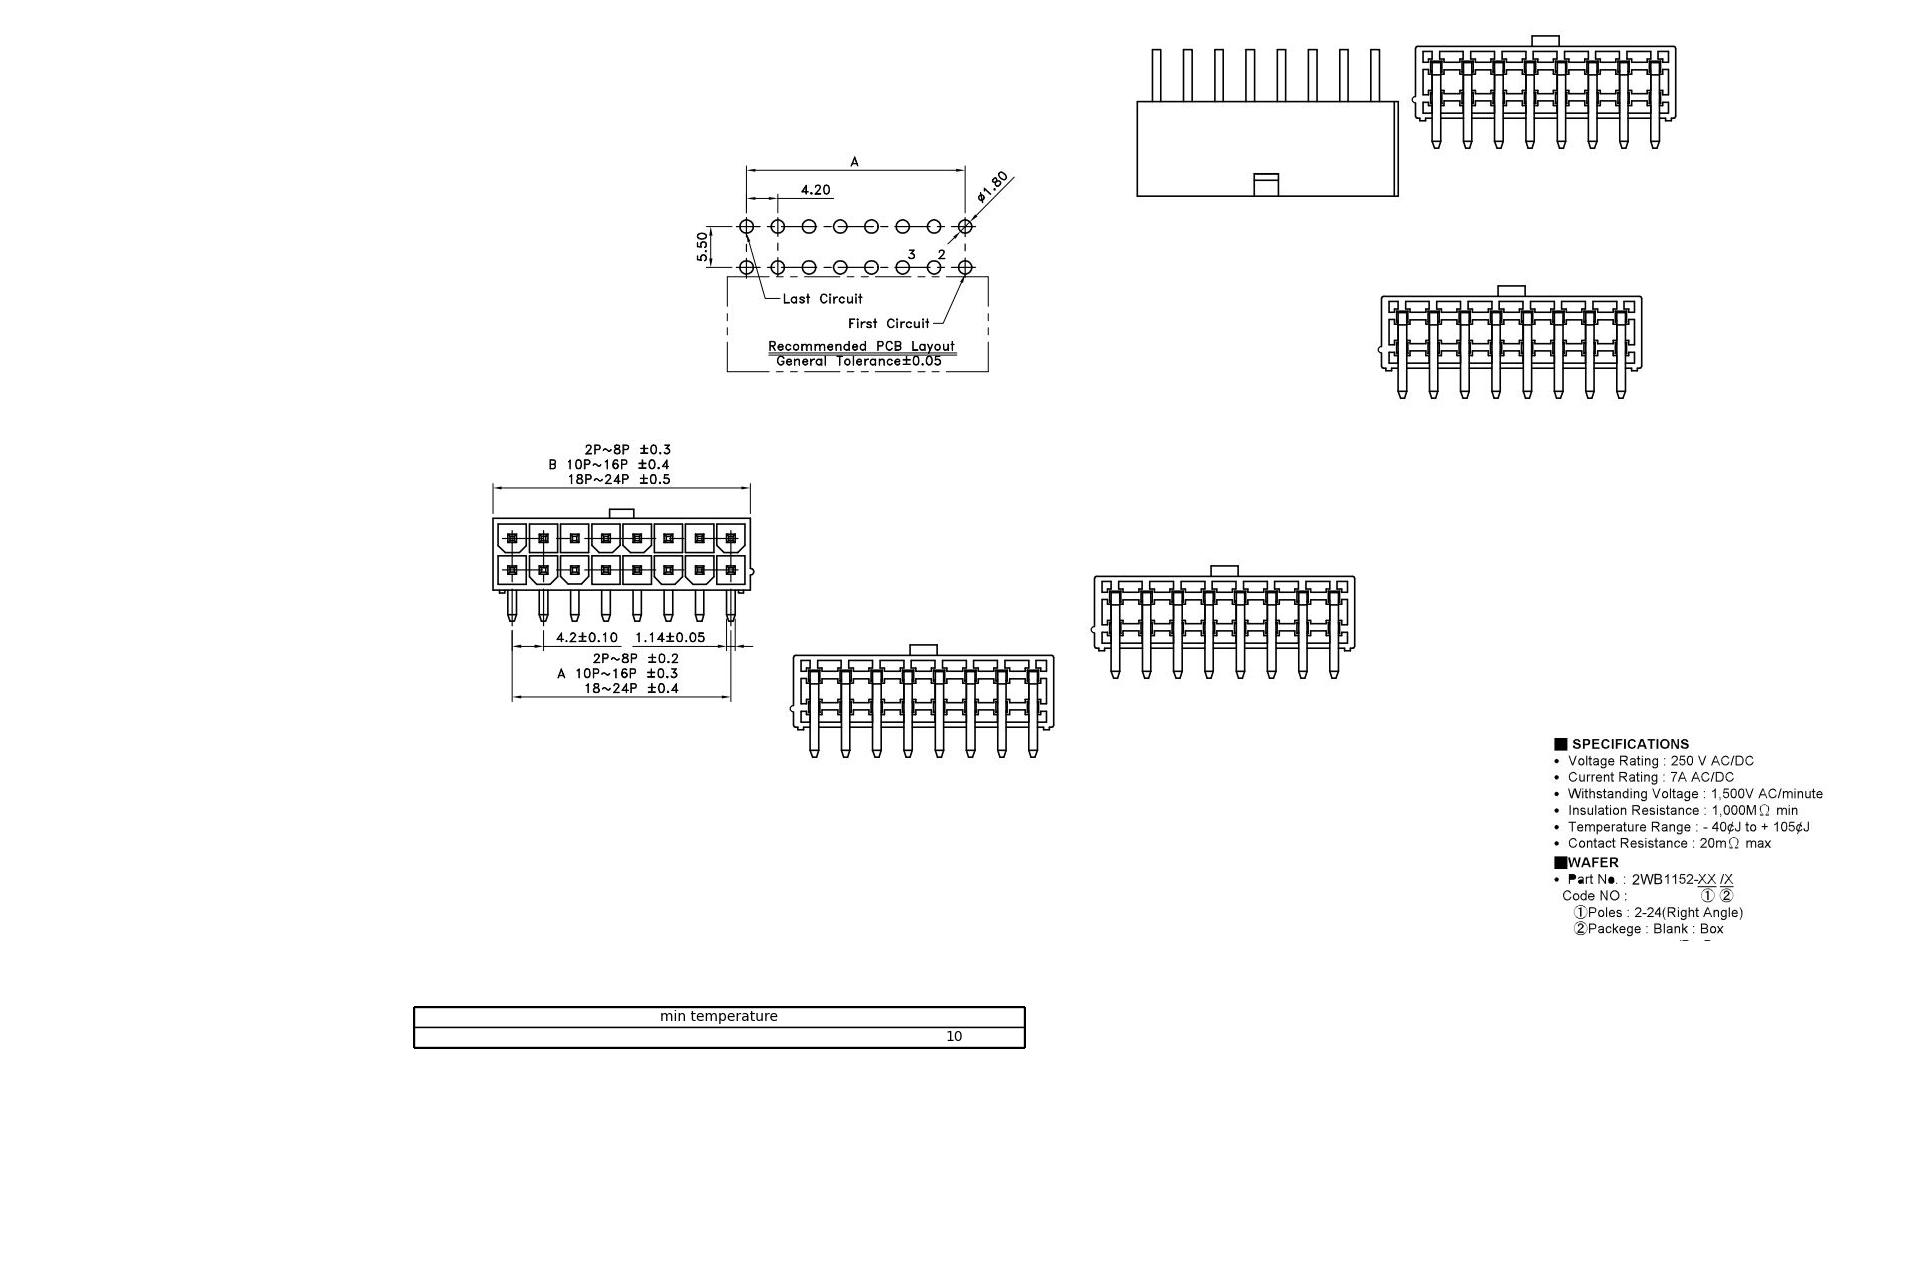 A
4.20
ø1.80
5.50
3 2
Last Circuit
First Circuit
Recommended PCB Layout
General Tolerance±0.05
2P~8P ±0.3
B 10P~16P ±0.4
18P~24P ±0.5
4.2±0.10 1.14±0.05
2P~8P ±0.2
A 10P~16P ±0.3
18~24P ±0.4
■ SPECIFICATIONS
• Voltage Rating : 250 V AC/DC
• Current Rating : 7A AC/DC
• Withstanding Voltage : 1,500V AC/minute
• Insulation Resistance : 1,000MΩ min
• Temperature Range : - 40¢J to + 105¢J
• Contact Resistance : 20mΩ max
■WAFER
• Part No. : 2WB1152-XX /X
Code NO : ① ②
①Poles : 2-24(Right Angle)
②Packege : Blank : Box
min temperature
10